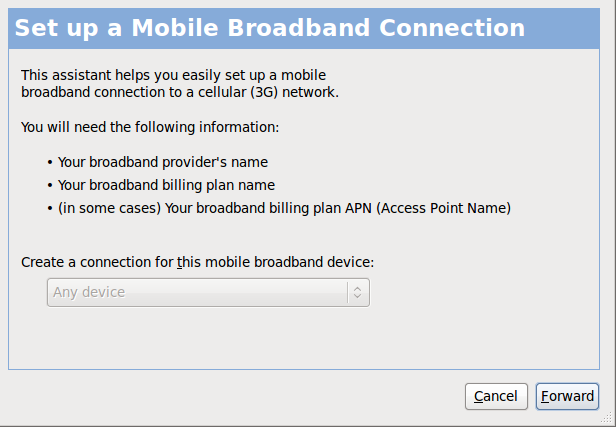 Set up a Mobile Broadband Connection
This assistant helps you easily set up a mobile
broadband connection to a cellular (3G) network.
You will need the following information:
• Your broadband provider's name
• Your broadband billing plan name
• (in some cases) Your broadband billing plan APN (Access Point Name)
Create a connection for this mobile broadband device:
Any device
Cancel Forward